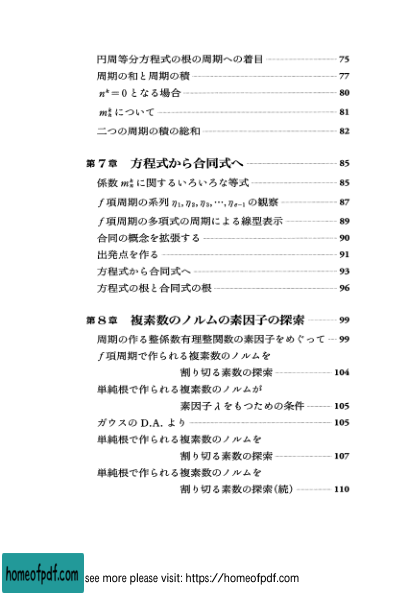 円周等分方程式の根の周期への着目 75
周期の和と周期の積 77
nᵏ=0となる場合 80
mₙᵏについて 81
二つの周期の積の総和 82
第7章 方程式から合同式へ 85
係数 mₙᵏに関するいろいろな等式 85
f項周期の系列 η₁, η₂, η₃, …, ηₑ₋₁ の観察 87
f項周期の多項式の周期による線型表示 89
合同の概念を拡張する 90
出発点を作る 91
方程式から合同式へ 93
方程式の根と合同式の根 96
第8章 複素数のノルムの素因子の探索 99
周期の作る整係数有理整関数の素因子をめぐって 99
f項周期で作られる複素数のノルムを
割り切る素数の探索 104
単純根で作られる複素数のノルムが
素因子λをもつための条件 105
ガウスの D.A. より 105
単純根で作られる複素数のノルムを
割り切る素数の探索 107
単純根で作られる複素数のノルムを
割り切る素数の探索(続) 110
homeofpdf.com
see more please visit: https://homeofpdf.com